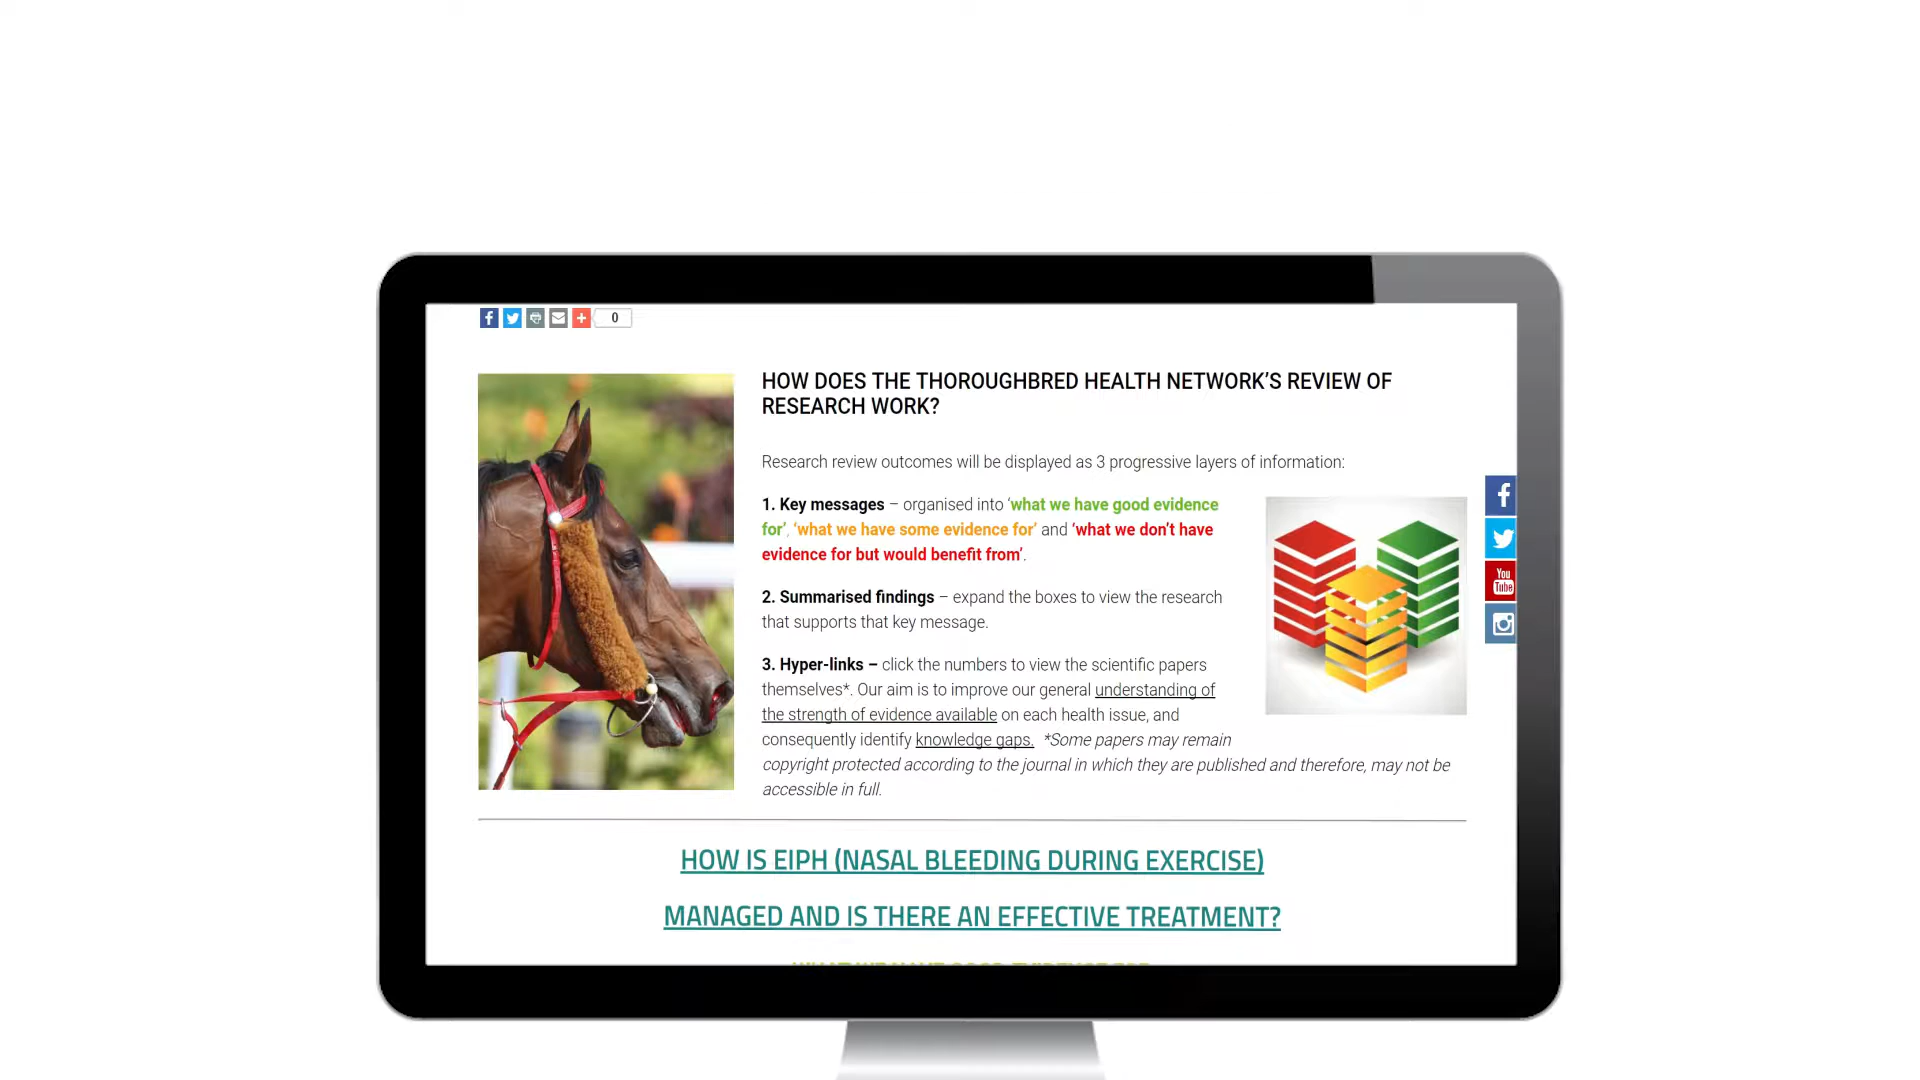 0
HOW DOES THE THOROUGHBRED HEALTH NETWORK’S REVIEW OF
RESEARCH WORK?
Research review outcomes will be displayed as 3 progressive layers of information:
1. Key messages – organised into ‘what we have good evidence
for’, ‘what we have some evidence for’ and ‘what we don’t have
evidence for but would benefit from’.
2. Summarised findings – expand the boxes to view the research
that supports that key message.
3. Hyper-links – click the numbers to view the scientific papers
themselves*. Our aim is to improve our general understanding of
the strength of evidence available on each health issue, and
consequently identify knowledge gaps. *Some papers may remain
copyright protected according to the journal in which they are published and therefore, may not be
accessible in full.
You
Tube
HOW IS EIPH (NASAL BLEEDING DURING EXERCISE)
MANAGED AND IS THERE AN EFFECTIVE TREATMENT?